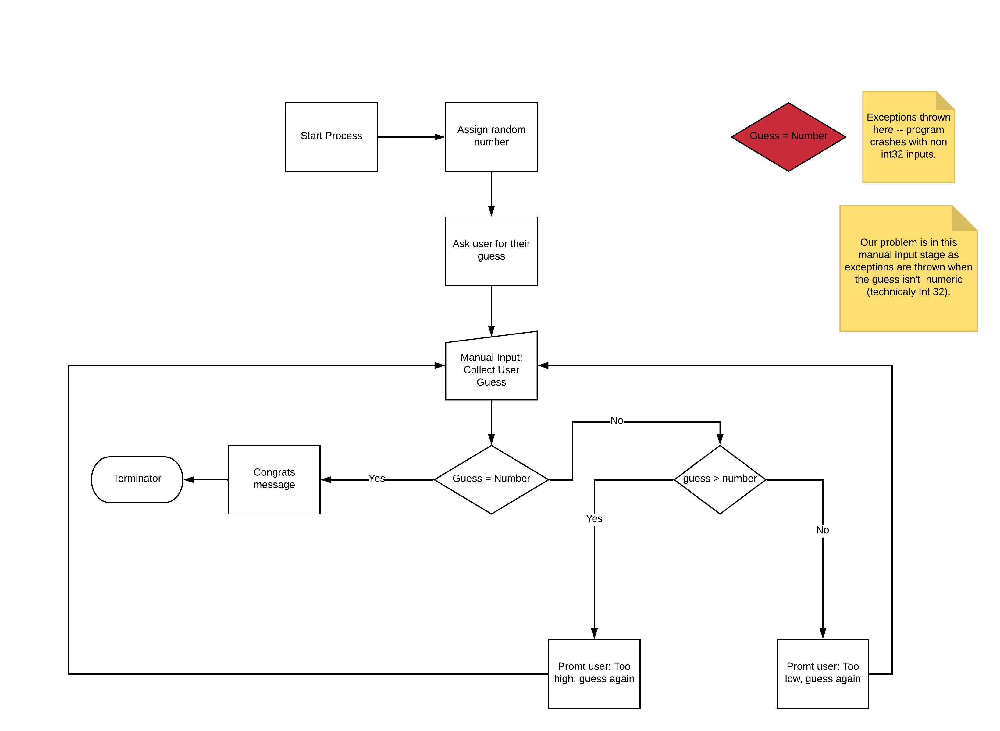 Start Process
Assign random
number
Guess = Number
Exceptions thrown
here -- program
crashes with non
int32 inputs.
Ask user for their
guess
Our problem is in this
manual input stage as
exceptions are thrown when
the guess isn't  numeric
(technicaly Int 32).
Manual Input:
Collect User
Guess
No
Terminator
Congrats
message
Yes
Guess = Number
guess > number
Yes
No
Promt user: Too
high, guess again
Promt user: Too
low, guess again